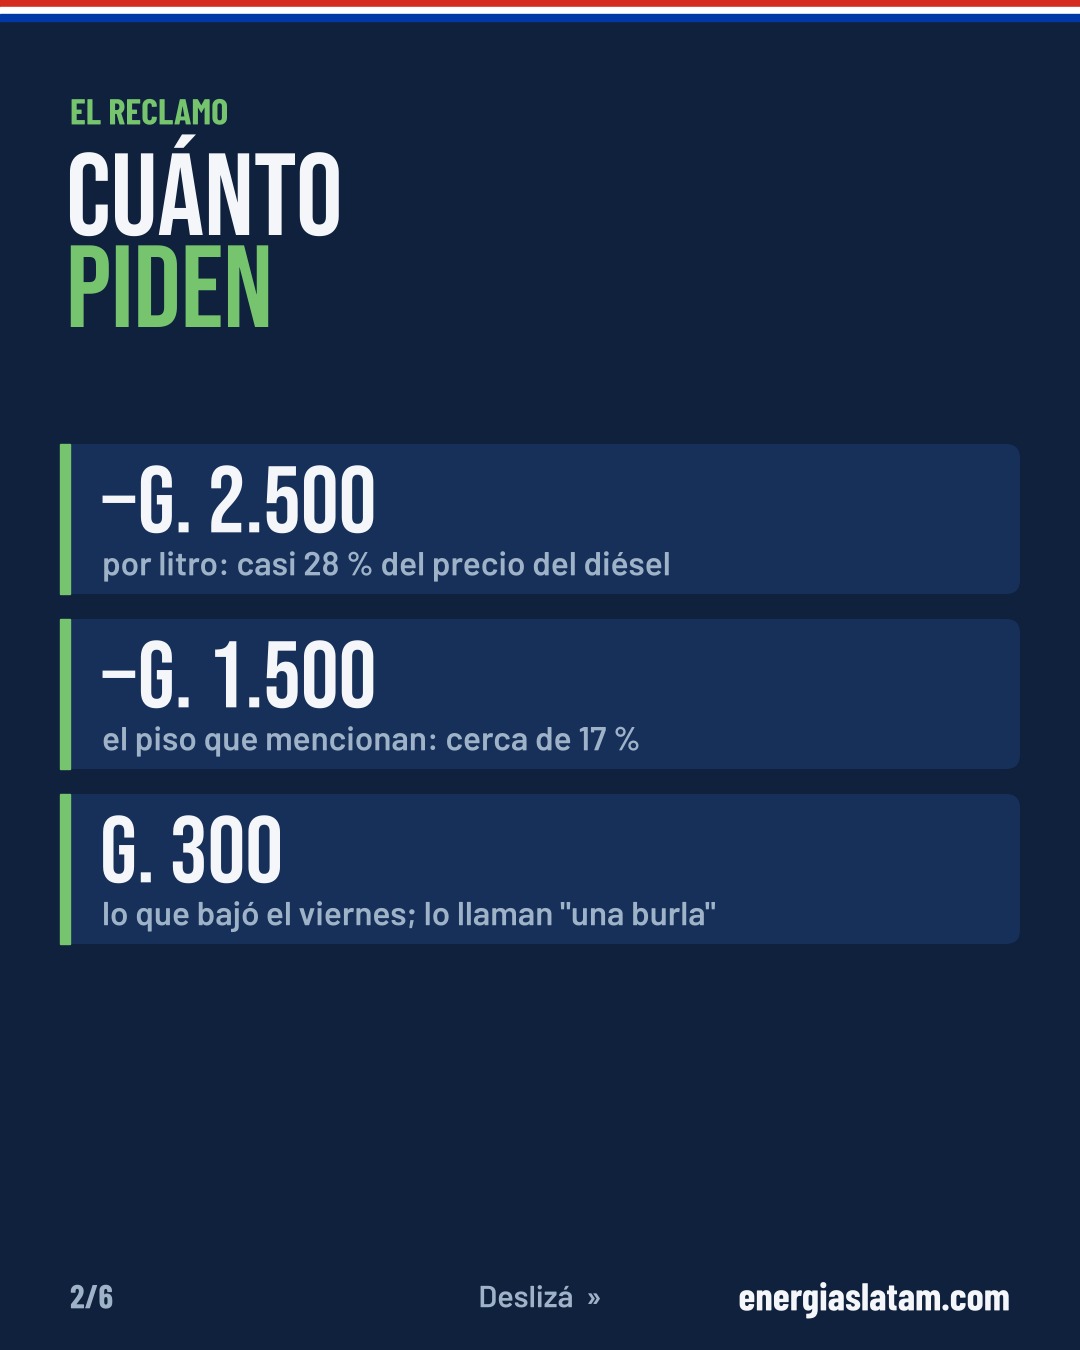 EL RECLAMO
CUÁNTO
PIDEN
–G. 2.500
por litro: casi 28 % del precio del diésel
–G. 1.500
el piso que mencionan: cerca de 17 %
G. 300
lo que bajó el viernes; lo llaman "una burla"
2/6
Deslizá »
energiaslatam.com